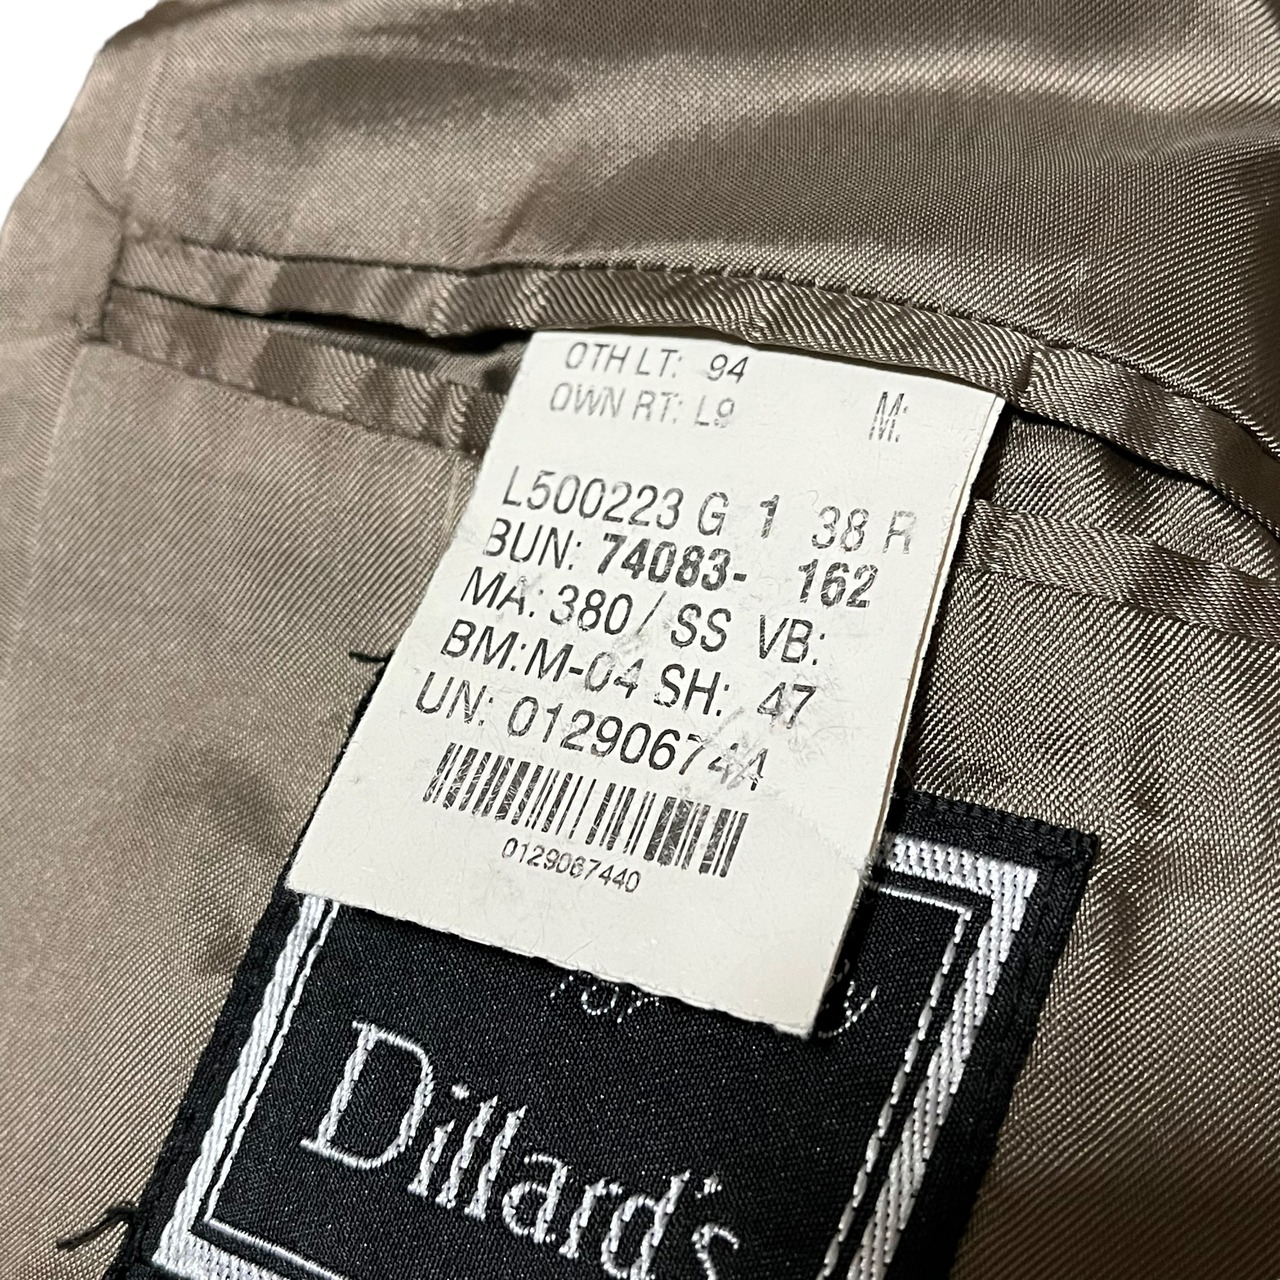 OTH LT: 94
OWN RT: L9 M:
L500223 G 1 38 R
BUN: 74083- 162
MA: 380 / SS VB:
BM:M-04 SH: 47
UN: 0129067440
0129067440
Dillard's